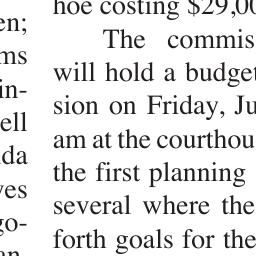 en;
ms
in-
ell
da
ves
go-
an
hoe costing $29,00
The commis
will hold a budget
sion on Friday, Ju
am at the courthou
the first planning
several where the
forth goals for the